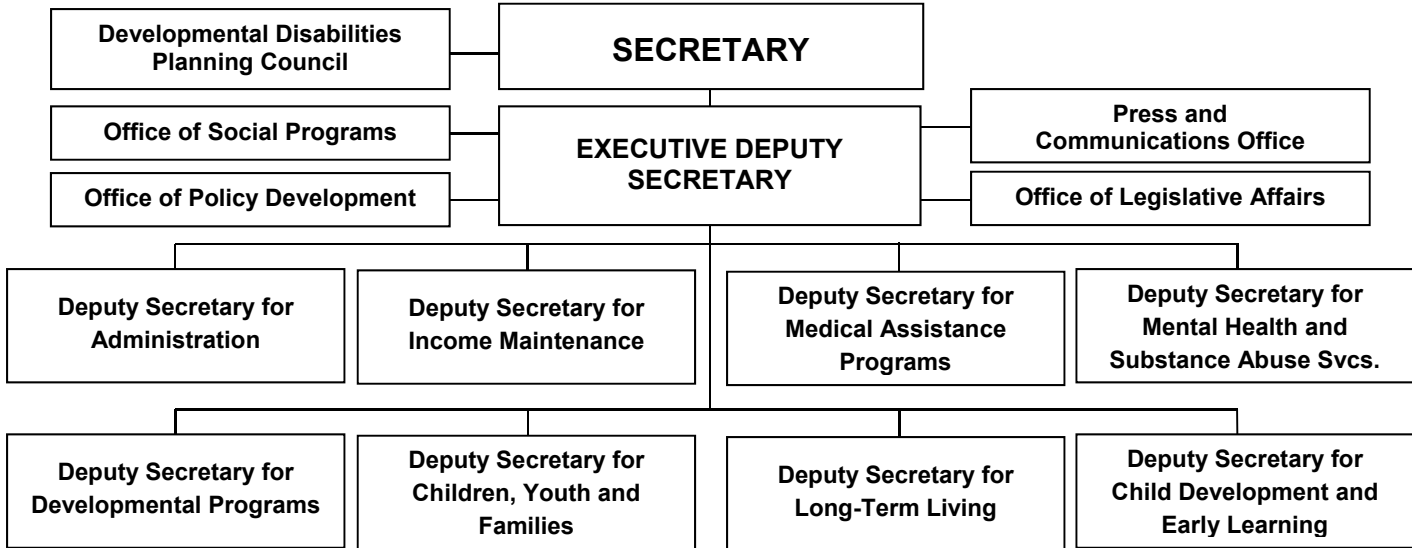 Developmental Disabilities
Planning Council
SECRETARY
Office of Social Programs
EXECUTIVE DEPUTY
SECRETARY
Press and
Communications Office
Office of Policy Development
Office of Legislative Affairs
Deputy Secretary for
Administration
Deputy Secretary for
Income Maintenance
Deputy Secretary for
Medical Assistance
Programs
Deputy Secretary for
Mental Health and
Substance Abuse Svcs.
Deputy Secretary for
Developmental Programs
Deputy Secretary for
Children, Youth and
Families
Deputy Secretary for
Long-Term Living
Deputy Secretary for
Child Development and
Early Learning